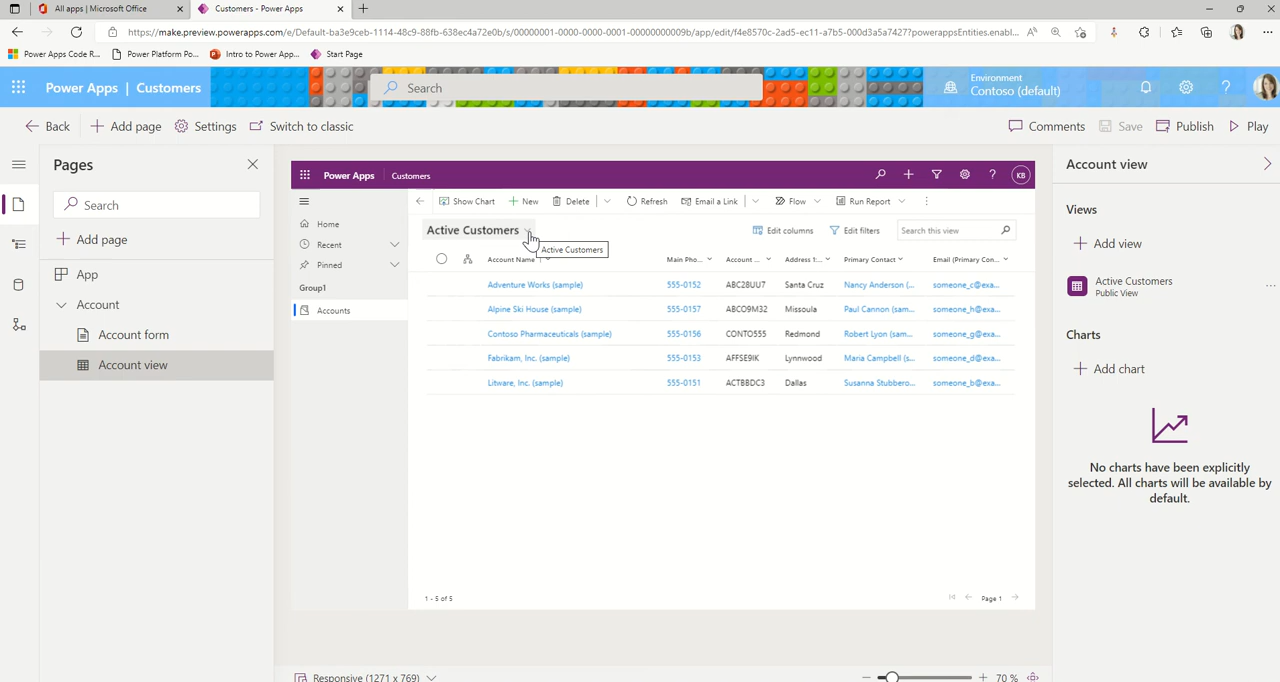 All apps | Microsoft Office
Customers - Power Apps
https://make.preview.powerapps.com/e/Default-ba3e9ceb-1114-48c9-88fb-638ec4a72e0b/s/00000001-0000-0000-0001-00000000009b/app/edit/f4e8570c-2ad5-ec11-a7b5-000d3a5a7427?powerappsEntities.enabl...
Power Apps Code R...
Power Platform Po...
Intro to Power App...
Start Page
Power Apps | Customers
Search
Environment
Contoso (default)
Back
Add page
Settings
Switch to classic
Comments
Save
Publish
Play
Pages
Search
Add page
App
Account
Account form
Account view
Power Apps
Customers
KB
Show Chart
New
Delete
Refresh
Email a Link
Flow
Run Report
Home
Recent
Pinned
Group1
Accounts
Active Customers
Edit columns
Edit filters
Search this view
Active Customers
Account Name
Main Pho...
Account ...
Address 1:...
Primary Contact
Email (Primary Con...
Adventure Works (sample) 555-0152 ABC28UU7 Santa Cruz Nancy Anderson (... someone_c@exa...
Alpine Ski House (sample) 555-0157 ABCO9M32 Missoula Paul Cannon (sam... someone_h@exa...
Contoso Pharmaceuticals (sample) 555-0156 CONTO555 Redmond Robert Lyon (sam... someone_g@exa...
Fabrikam, Inc. (sample) 555-0153 AFFSE9IK Lynnwood Maria Campbell (s... someone_d@exa...
Litware, Inc. (sample) 555-0151 ACTBBDC3 Dallas Susanna Stubbero... someone_b@exa...
1 - 5 of 5
Page 1
Responsive (1271 x 769)
70 %
Account view
Views
Add view
Active Customers
Public View
Charts
Add chart
No charts have been explicitly
selected. All charts will be available by
default.